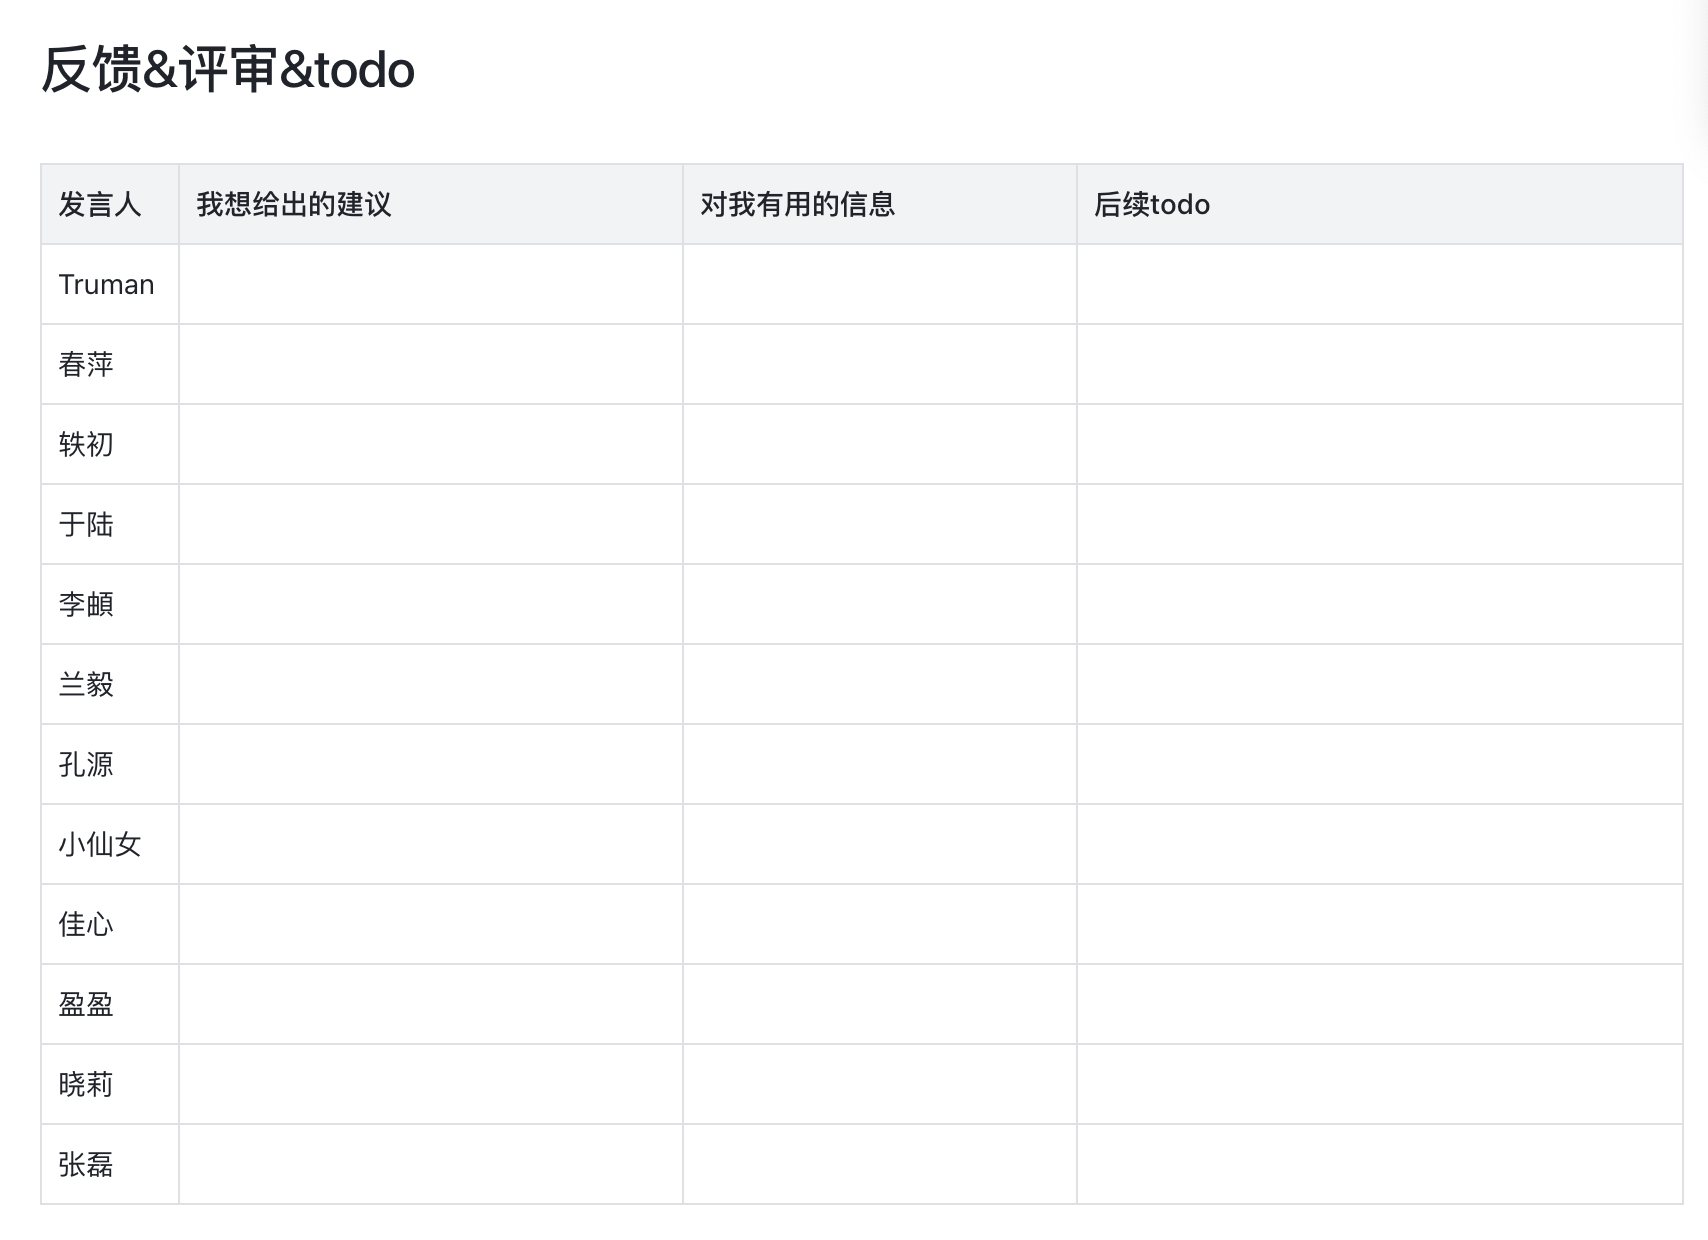 反馈&评审&todo
发言人 我想给出的建议 对我有用的信息 后续todo
Truman
春萍
轶初
于陆
李頔
兰毅
孔源
小仙女
佳心
盈盈
晓莉
张磊